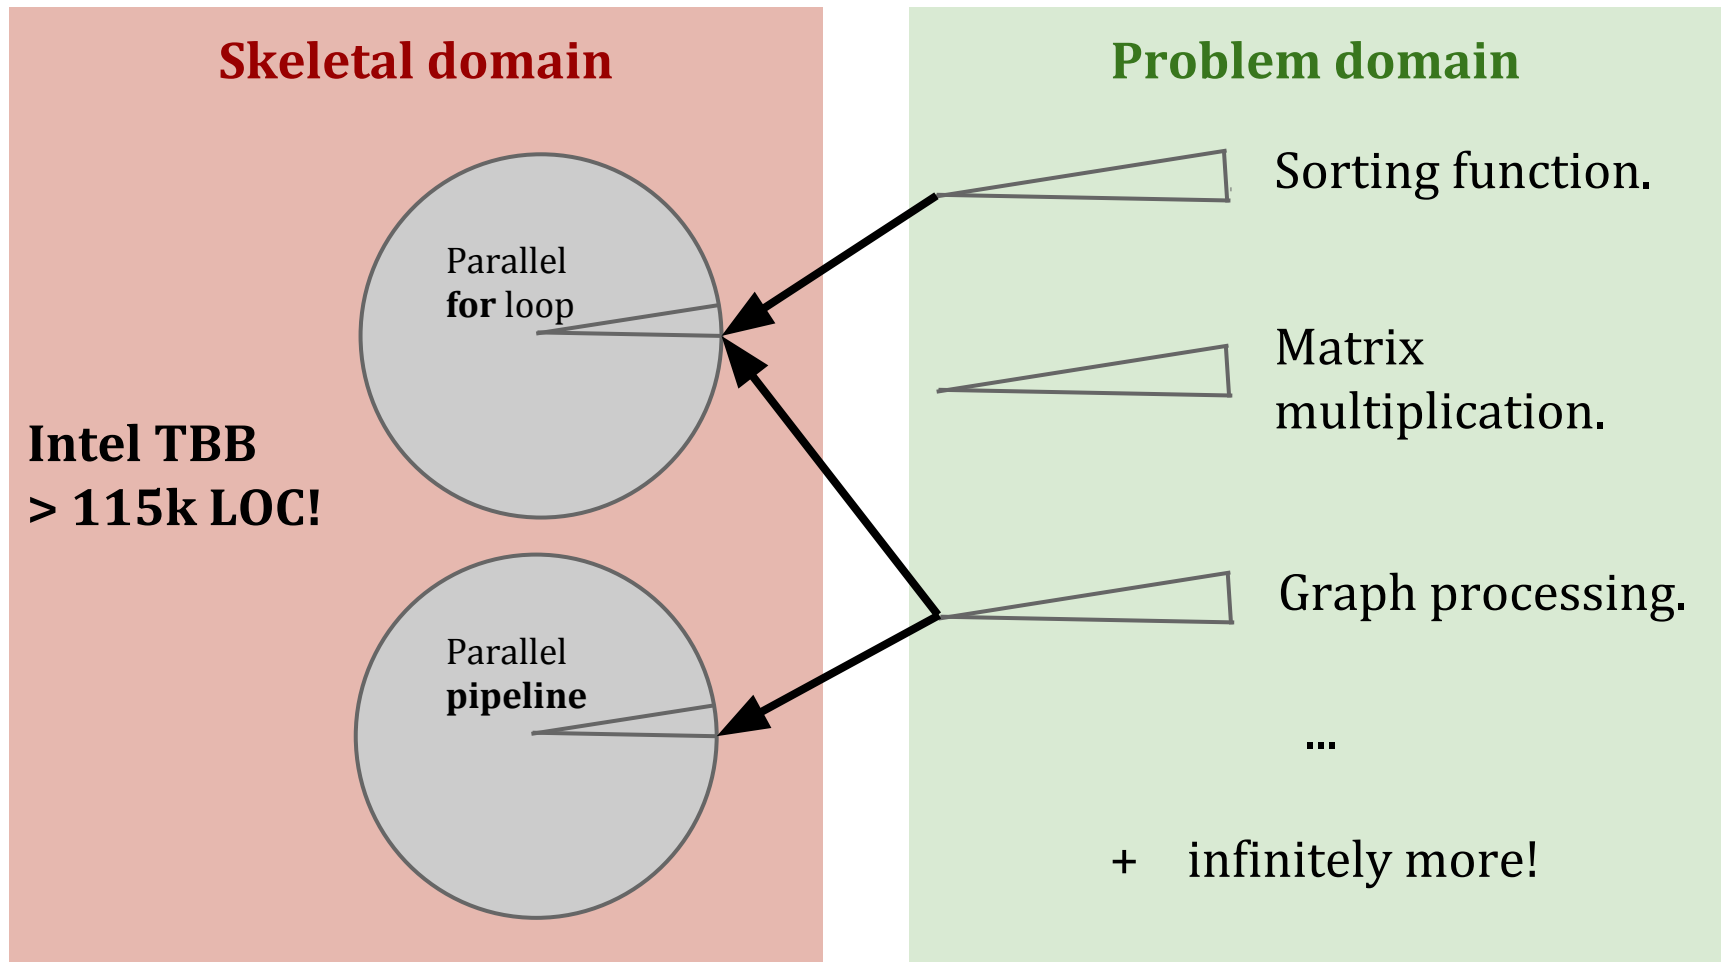 Skeletal domain
Parallel
for loop
Intel TBB
> 115k LOC!
Parallel
pipeline
Problem domain
Sorting function.
Matrix
multiplication.
Graph processing.
...
+ infinitely more!